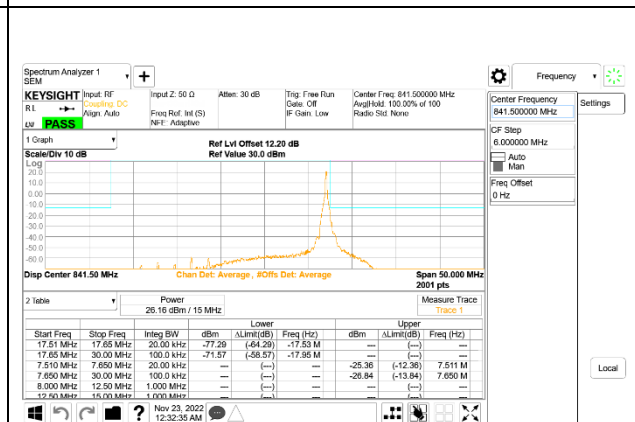 Spectrum Analyzer 1
SEM
Frequency
KEYSIGHT
Input: RF
Coupling: DC
Align: Auto
Input Z: 50 Ω
Freq Ref: Int (S)
NFE: Adaptive
Atten: 30 dB
Trig: Free Run
Gate: Off
IF Gain: Low
Center Freq: 841.500000 MHz
Avg|Hold: 100.00% of 100
Radio Std: None
R L
PASS
Center Frequency
841.500000 MHz
Settings
CF Step
6.000000 MHz
Auto
Man
Freq Offset
0 Hz
1 Graph
Scale/Div 10 dB
Ref Lvl Offset 12.20 dB
Ref Value 30.0 dBm
Log
20.0
10.0
0.00
-10.0
-20.0
-30.0
-40.0
-50.0
-60.0
Disp Center 841.50 MHz
Chan Det: Average , #Offs Det: Average
Span 50.000 MHz
2001 pts
2 Table
Power
26.16 dBm / 15 MHz
Measure Trace
Trace 1
Lower Upper
Start Freq Stop Freq Integ BW dBm ΔLimit(dB) Freq (Hz) dBm ΔLimit(dB) Freq (Hz)
17.51 MHz 17.65 MHz 20.00 kHz -77.29 (-64.29) -17.53 M --- (---) ---
17.65 MHz 30.00 MHz 100.0 kHz -71.57 (-58.57) -17.95 M --- (---) ---
7.510 MHz 7.650 MHz 20.00 kHz --- (---) --- -25.36 (-12.36) 7.511 M
7.650 MHz 30.00 MHz 100.0 kHz --- (---) --- -26.84 (-13.84) 7.650 M
8.000 MHz 12.50 MHz 1.000 MHz --- (---) --- --- (---) ---
12.50 MHz 15.00 MHz 1.000 MHz --- (---) --- --- (---) ---
Local
Nov 23, 2022
12:32:35 AM